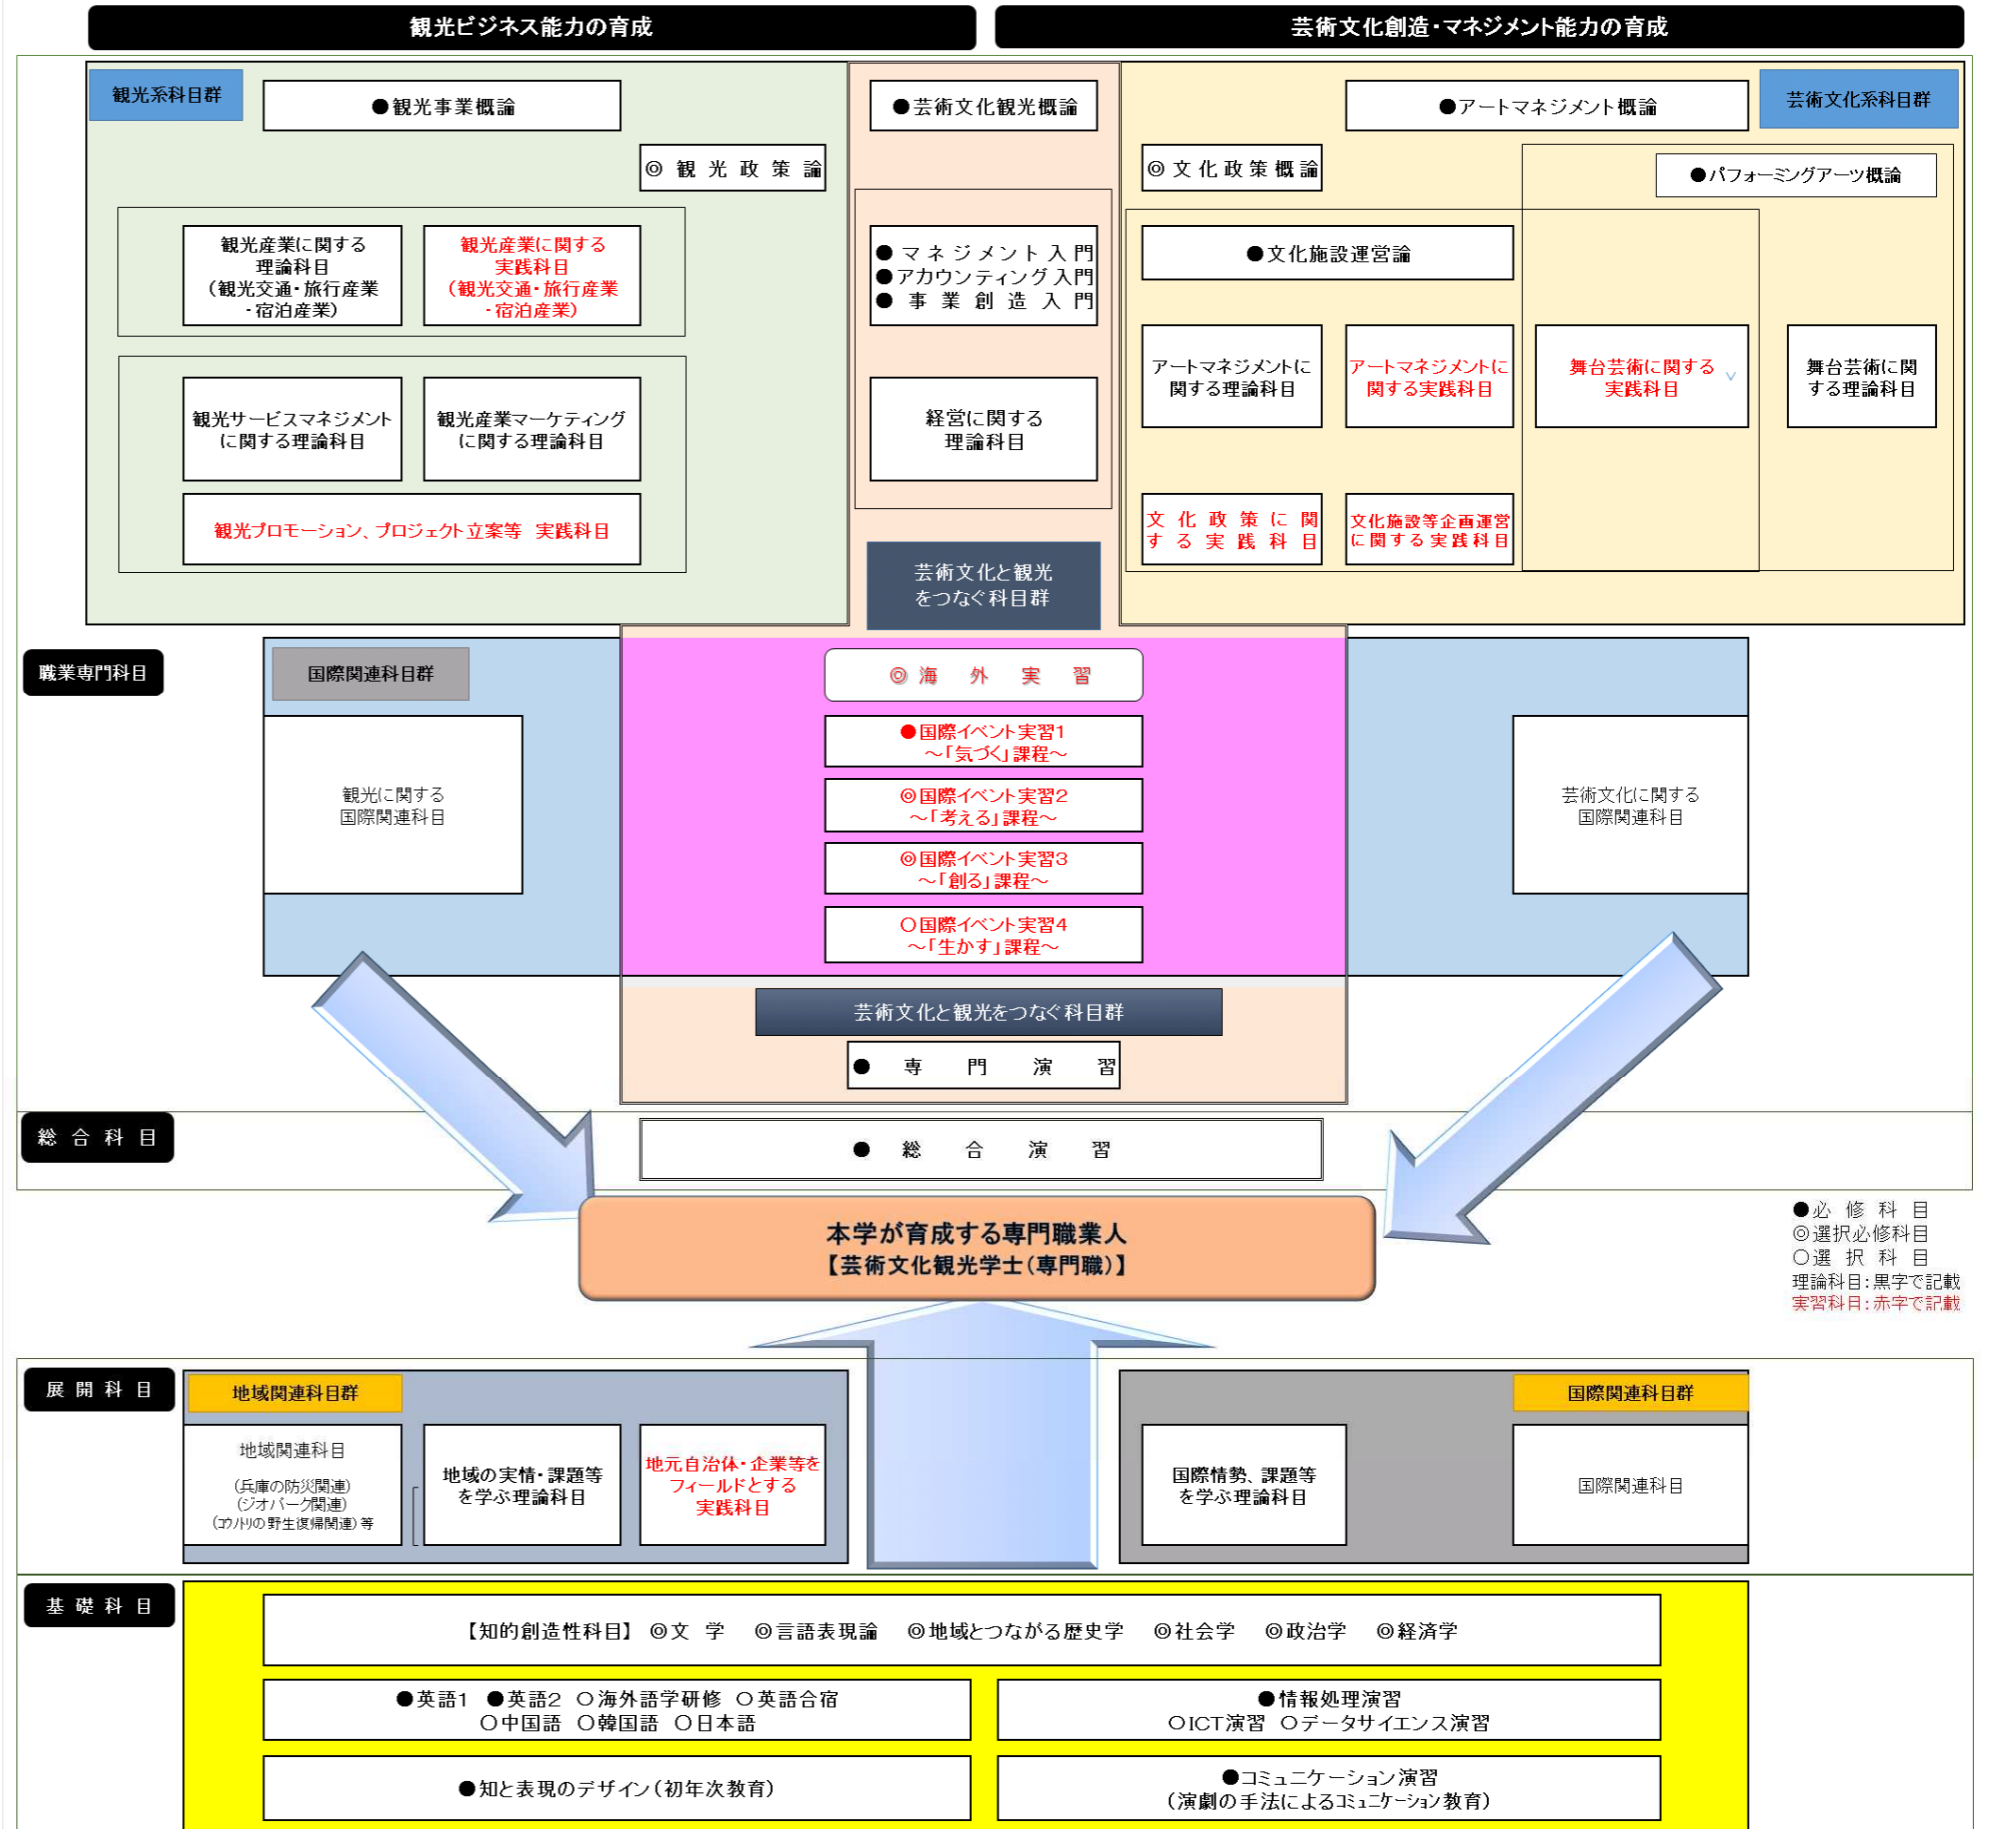 観光ビジネス能力の育成
芸術文化創造・マネジメント能力の育成
観光系科目群
●観光事業概論
◎観光政策論
観光産業に関する
理論科目
（観光交通・旅行産業
・宿泊産業）
観光産業に関する
実践科目
（観光交通・旅行産業
・宿泊産業）
観光サービスマネジメント
に関する理論科目
観光産業マーケティング
に関する理論科目
観光プロモーション、プロジェクト立案等　実践科目
●芸術文化観光概論
●マネジメント入門
●アカウンティング入門
●事業創造入門
経営に関する
理論科目
芸術文化と観光
をつなぐ科目群
芸術文化系科目群
●アートマネジメント概論
◎文化政策概論
●パフォーミングアーツ概論
●文化施設運営論
アートマネジメントに
関する理論科目
アートマネジメントに
関する実践科目
舞台芸術に関する
実践科目
舞台芸術に関
する理論科目
文化政策に関
する実践科目
文化施設等企画運営
に関する実践科目
職業専門科目
国際関連科目群
観光に関する
国際関連科目
◎海外実習
●国際イベント実習1
～「気づく」課程～
◎国際イベント実習2
～「考える」課程～
◎国際イベント実習3
～「創る」課程～
○国際イベント実習4
～「生かす」課程～
芸術文化に関する
国際関連科目
芸術文化と観光をつなぐ科目群
●専門演習
総合科目
●総合演習
本学が育成する専門職業人
【芸術文化観光学士（専門職）】
●必修科目
◎選択必修科目
○選択科目
理論科目：黒字で記載
実習科目：赤字で記載
展開科目
地域関連科目群
地域関連科目
（兵庫の防災関連）
（ジオパーク関連）
（コウノトリの野生復帰関連）等
地域の実情・課題等
を学ぶ理論科目
地元自治体・企業等を
フィールドとする
実践科目
国際関連科目群
国際情勢、課題等
を学ぶ理論科目
国際関連科目
基礎科目
【知的創造性科目】 ◎文学　◎言語表現論　◎地域とつながる歴史学　◎社会学　◎政治学　◎経済学
●英語1　●英語2　○海外語学研修　○英語合宿
○中国語　○韓国語　○日本語
●情報処理演習
○ICT演習　○データサイエンス演習
●知と表現のデザイン（初年次教育）
●コミュニケーション演習
（演劇の手法によるコミュニケーション教育）